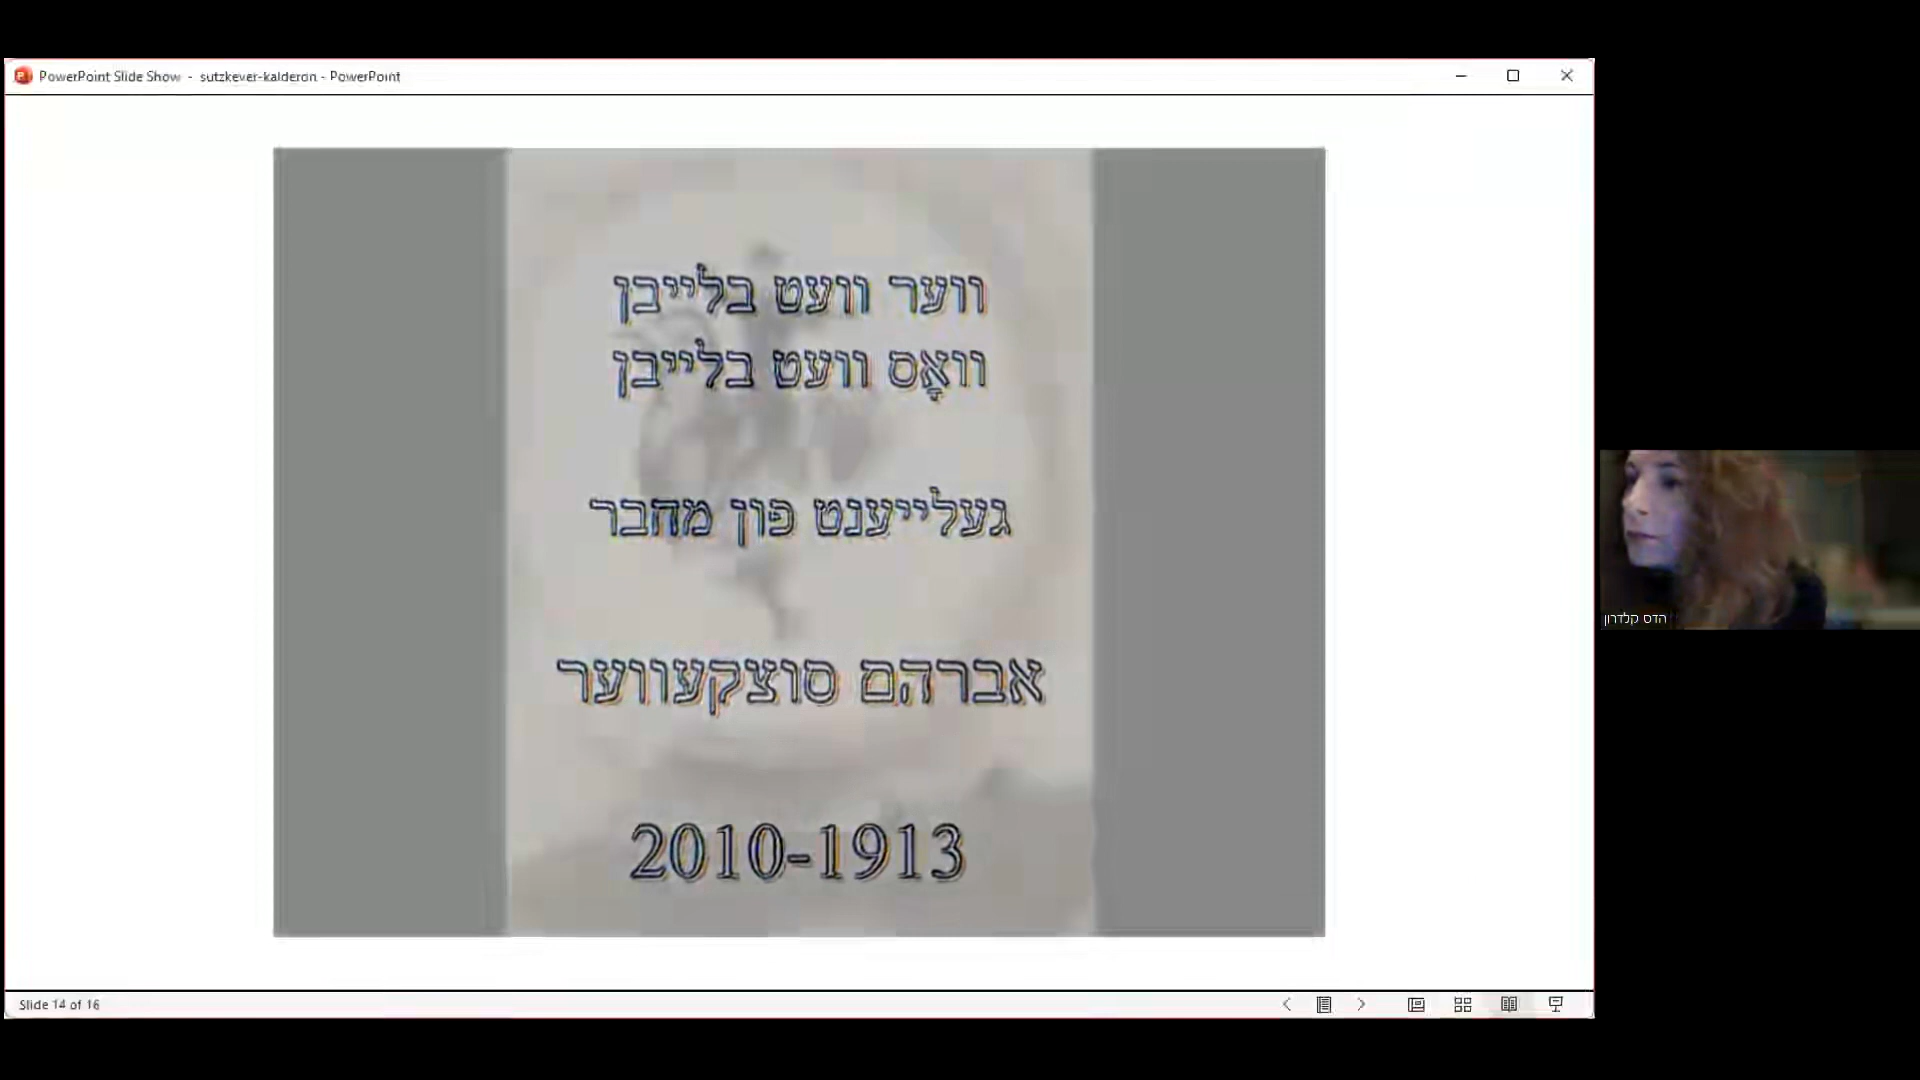 PowerPoint Slide Show - sutzkever-kalderon - PowerPoint
ווער וועט בלייבן
וואָס וועט בלייבן
געלייענט פון מחבר
אברהם סוצקעווער
2010-1913
הדס קלדרון
Slide 14 of 16